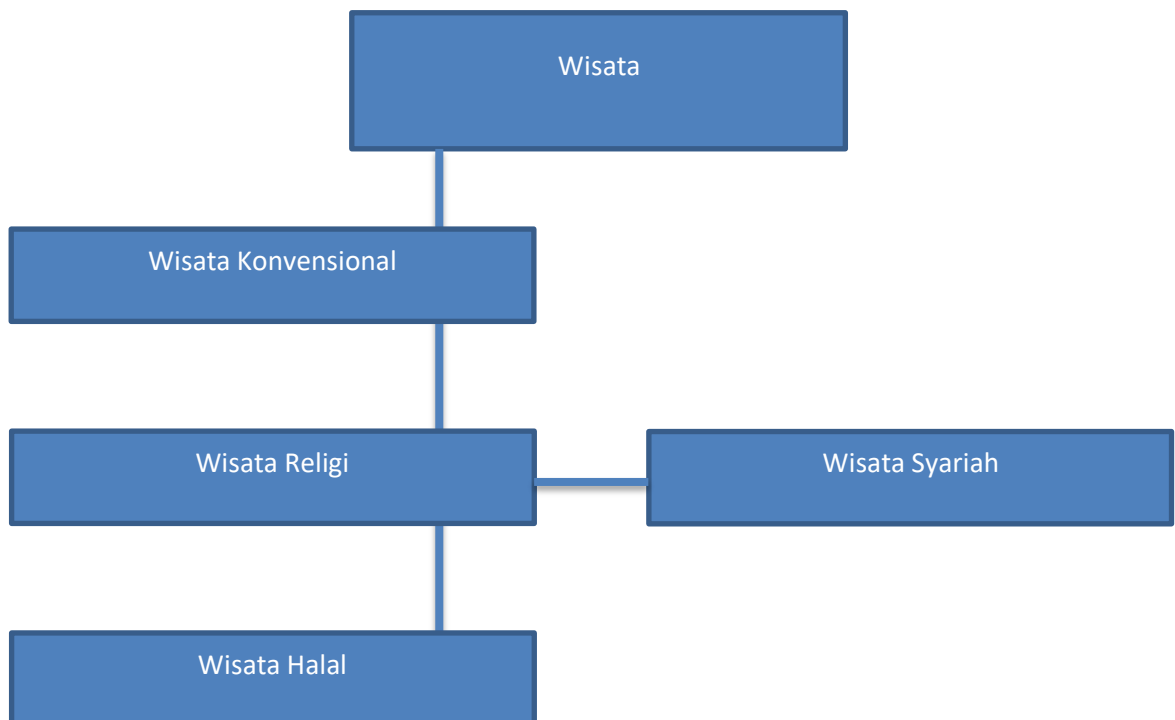 Wisata
Wisata Konvensional
Wisata Religi
Wisata Syariah
Wisata Halal